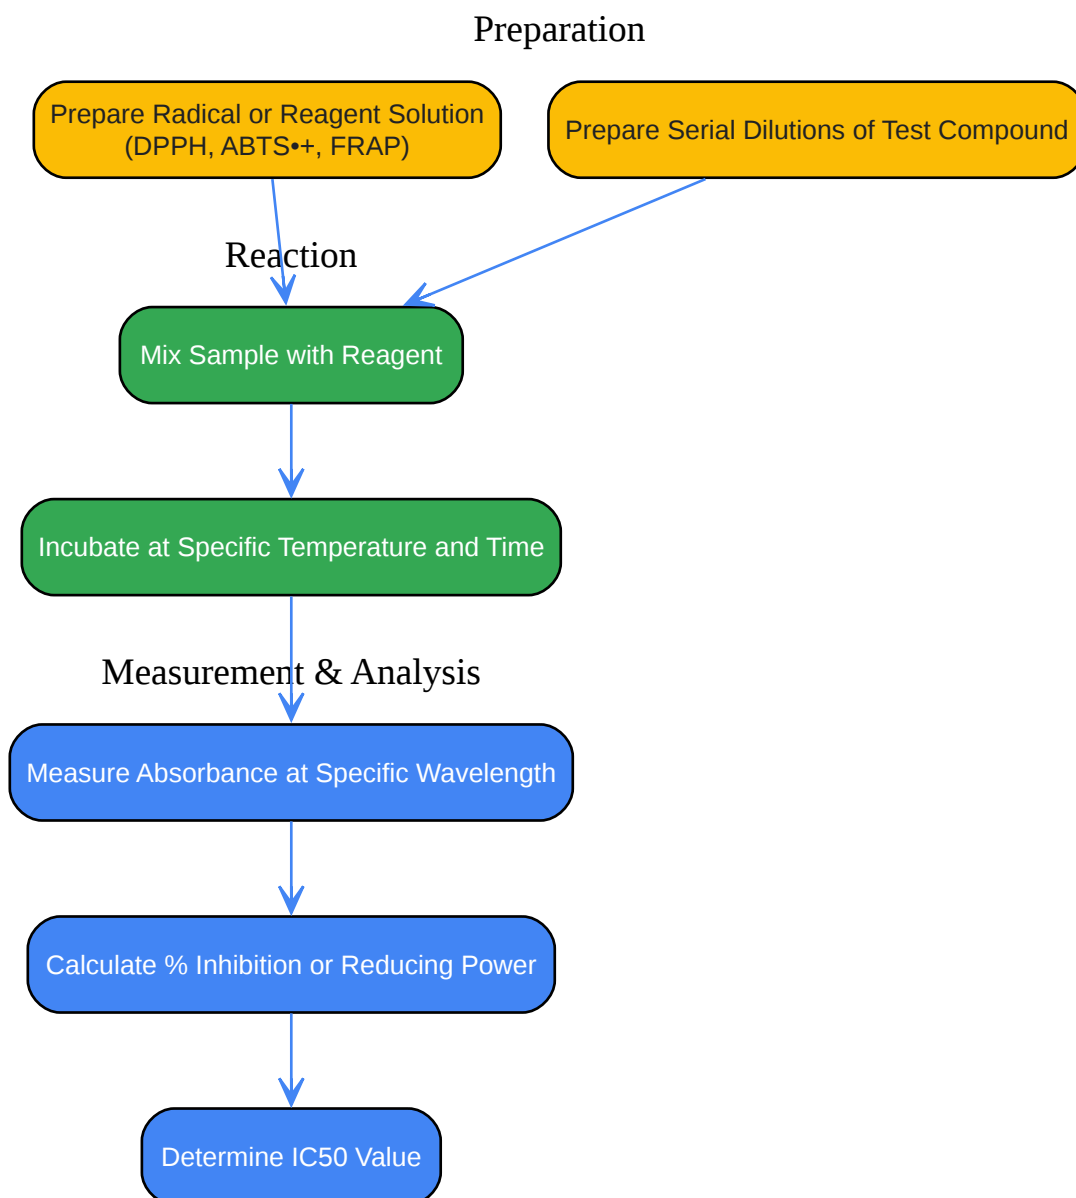 Preparation
Prepare Radical or Reagent Solution
(DPPH, ABTS•+, FRAP)
Prepare Serial Dilutions of Test Compound
Reaction
Mix Sample with Reagent
Incubate at Specific Temperature and Time
Measurement & Analysis
Measure Absorbance at Specific Wavelength
Calculate % Inhibition or Reducing Power
Determine IC50 Value